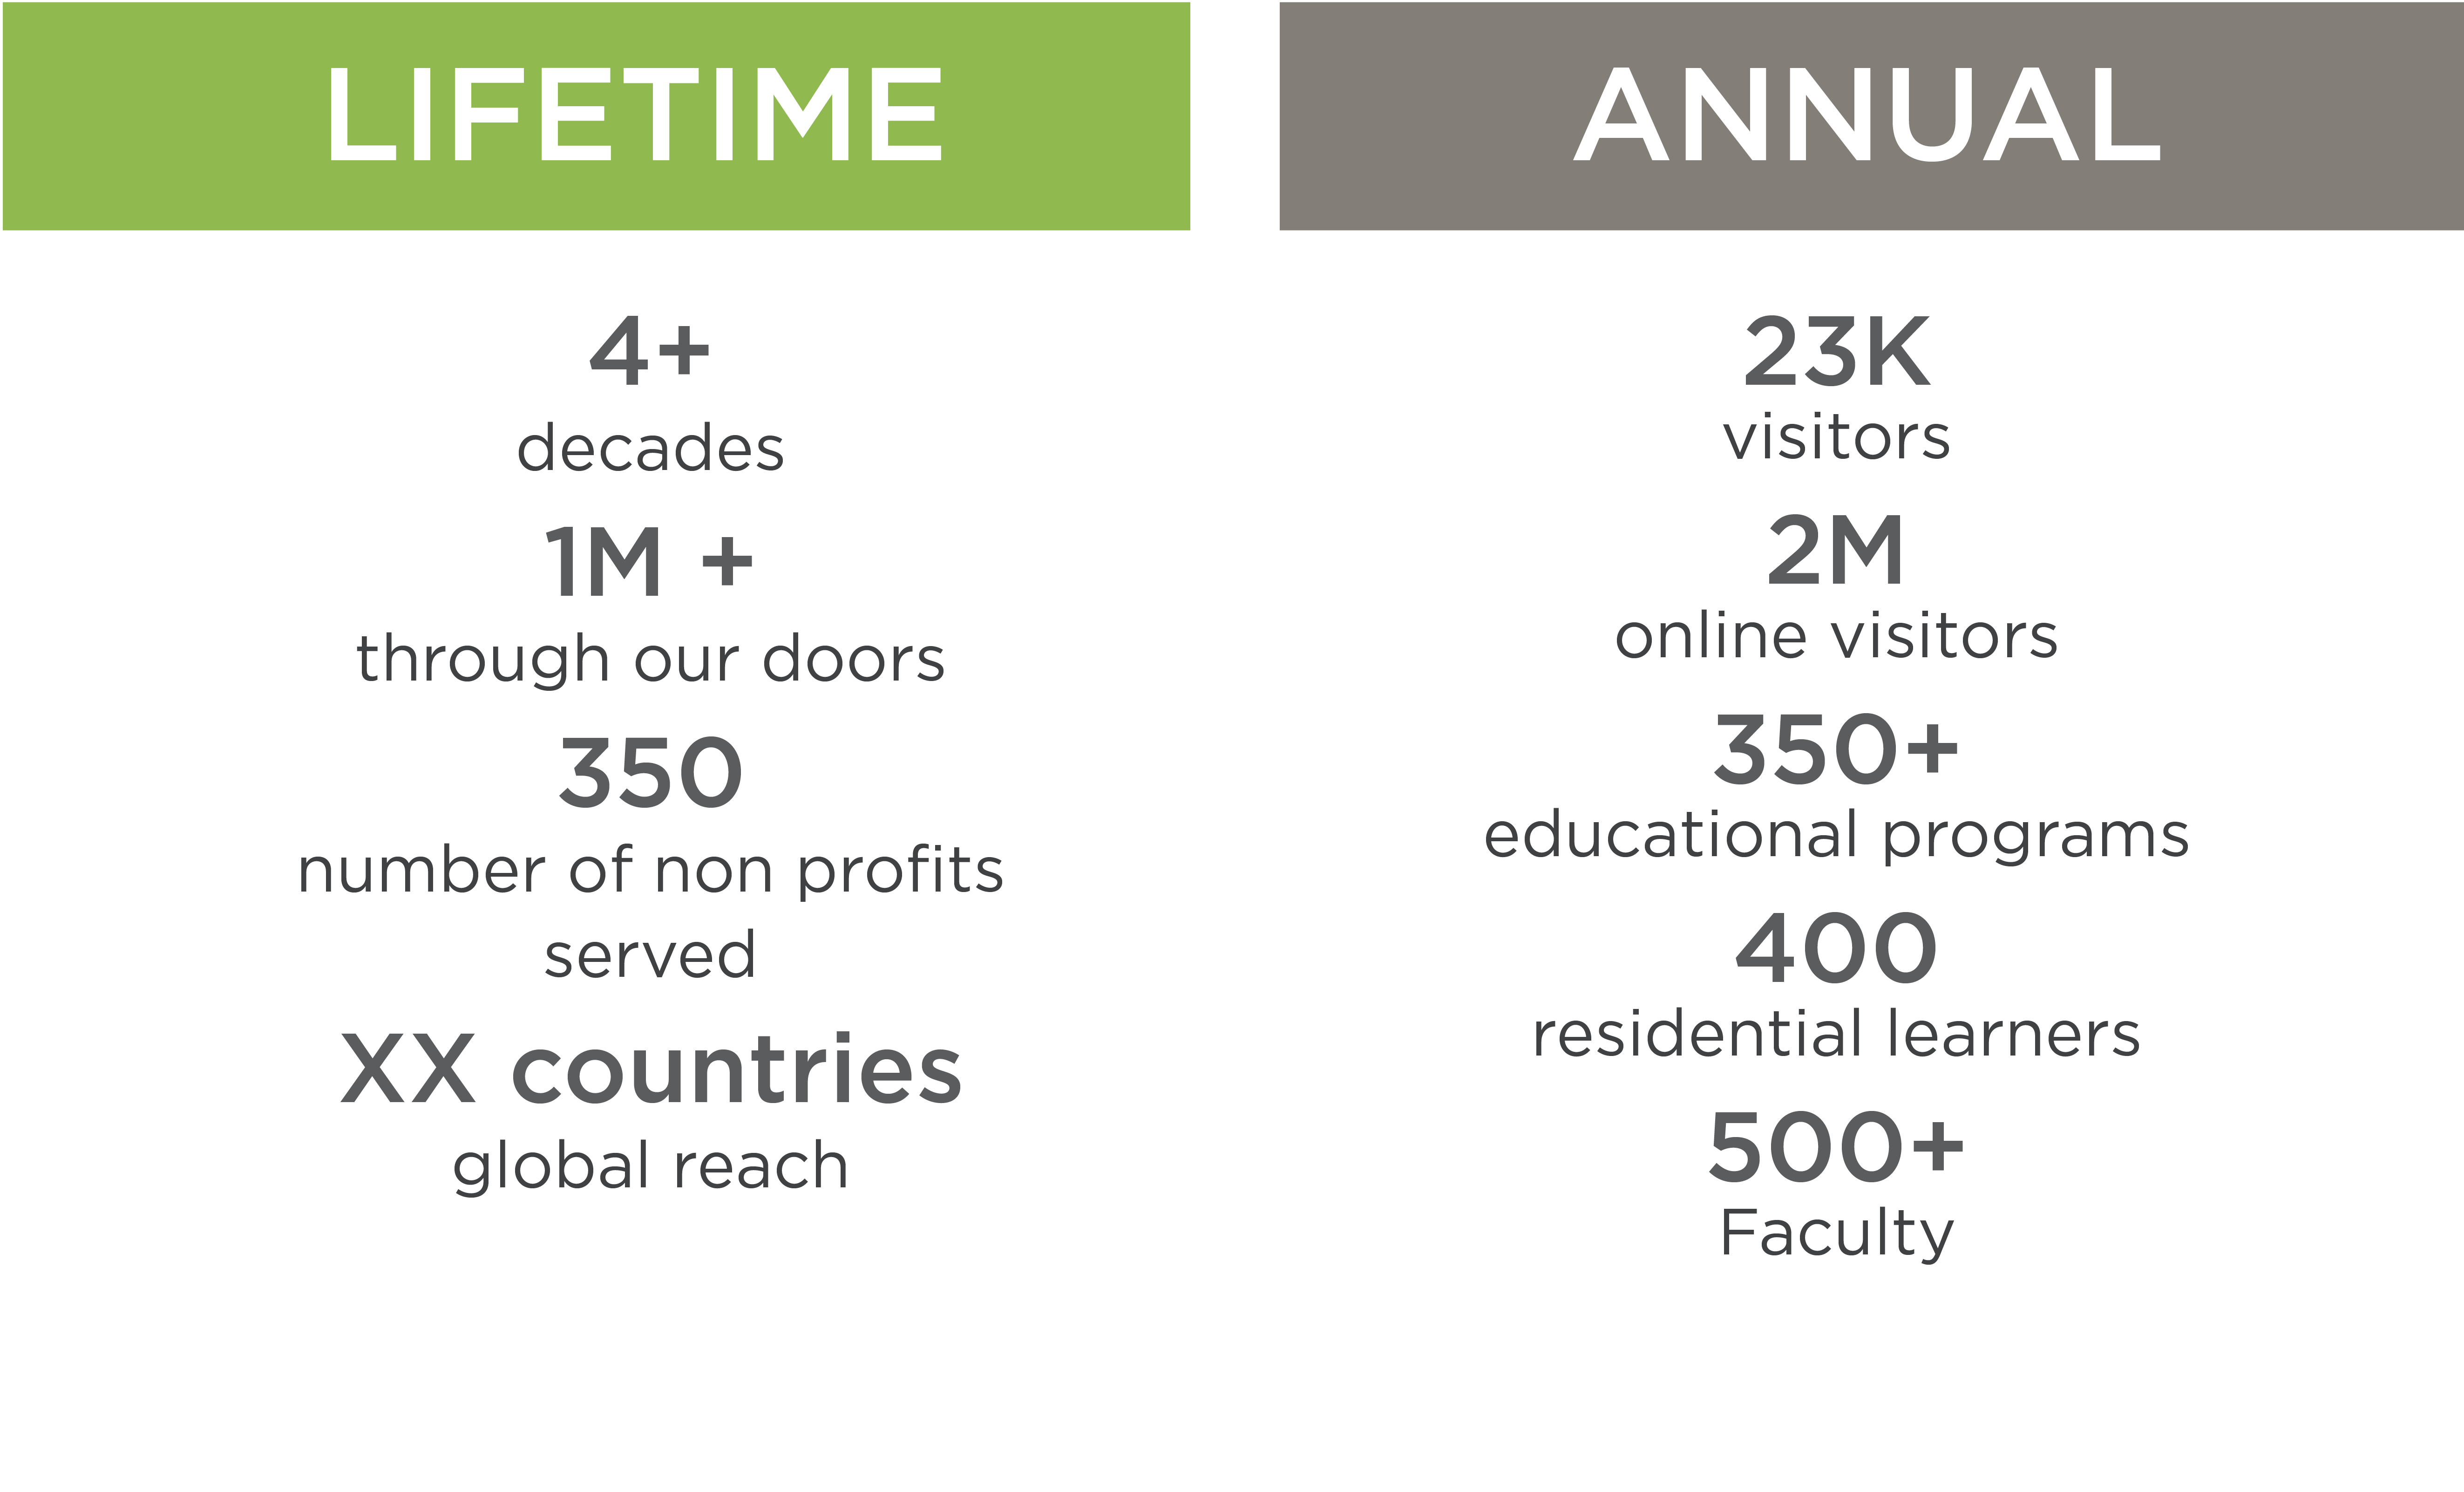 LIFETIME
4+
decades
1M +
through our doors
350
number of non profits
served
XX countries
global reach
ANNUAL
23K
visitors
2M
online visitors
350+
educational programs
400
residential learners
500+
Faculty